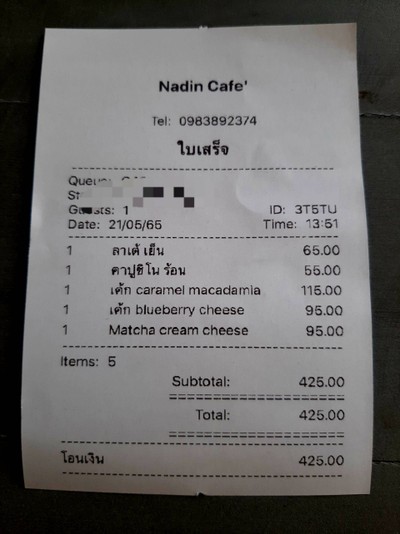 Nadin Cafe'
Tel: 0983892374
ใบเสร็จ
Guests: 1 ID: 3T5TU
Date: 21/05/65 Time: 13:51
1 ลาเต้ เย็น 65.00
1 คาปูชิโน ร้อน 55.00
1 เค้ก caramel macadamia 115.00
1 เค้ก blueberry cheese 95.00
1 Matcha cream cheese 95.00
Items: 5
Subtotal: 425.00
Total: 425.00
โอนเงิน 425.00